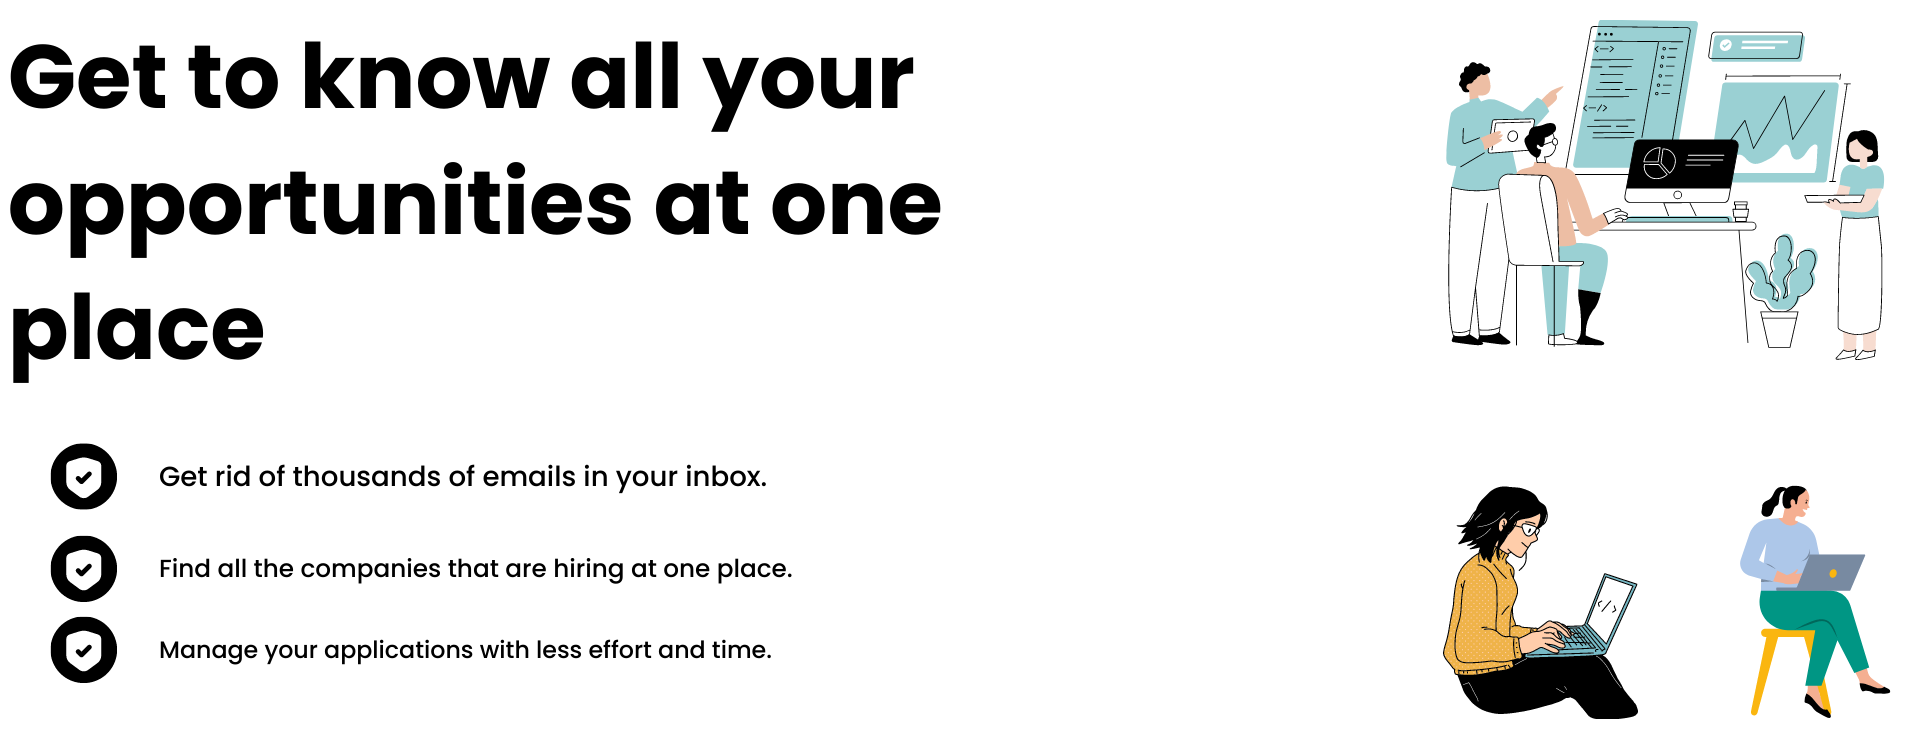 Get to know all your
opportunities at one
place
Get rid of thousands of emails in your inbox.
Find all the companies that are hiring at one place.
Manage your applications with less effort and time.